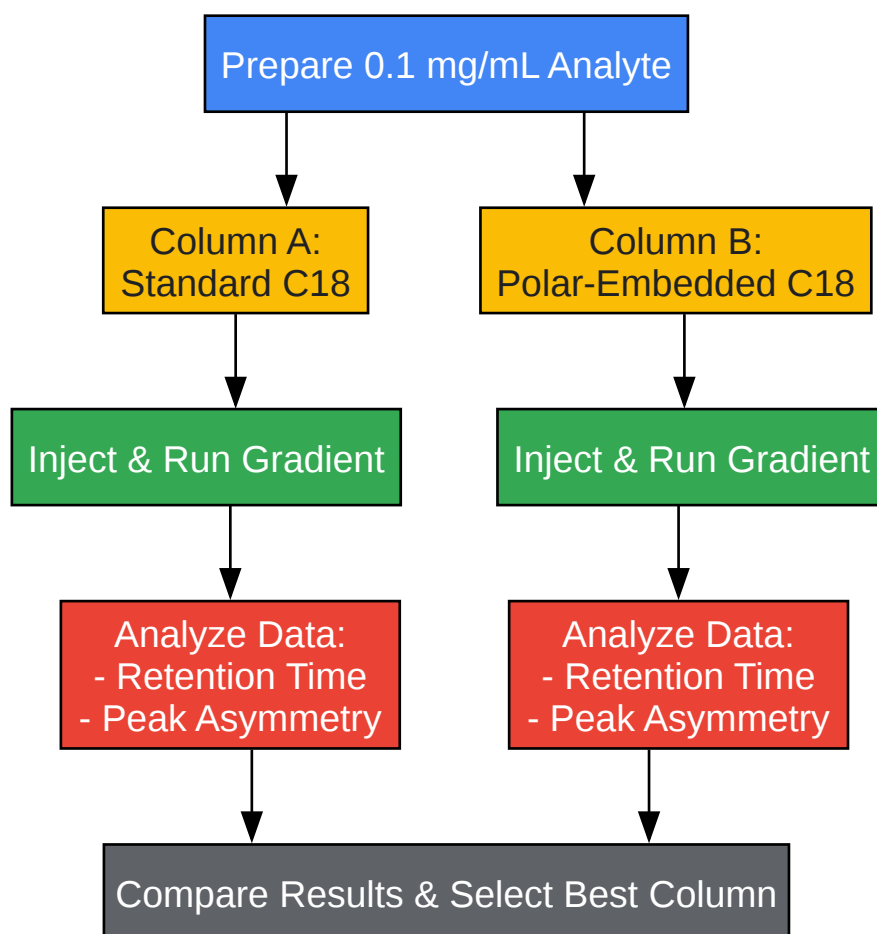 Prepare 0.1 mg/mL Analyte
Column A:
Standard C18
Column B:
Polar-Embedded C18
Inject & Run Gradient
Inject & Run Gradient
Analyze Data:
- Retention Time
- Peak Asymmetry
Analyze Data:
- Retention Time
- Peak Asymmetry
Compare Results & Select Best Column